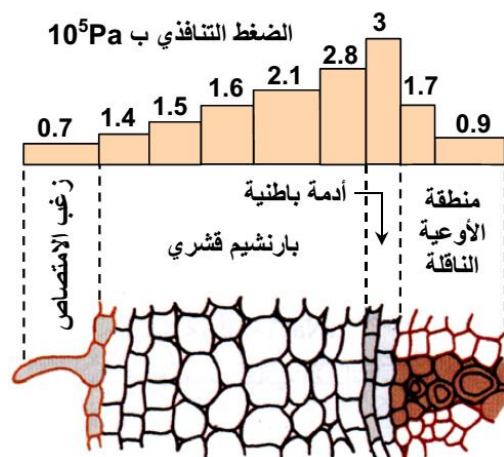 الضغط التنافذي ب 10⁵Pa
0.7
1.4
1.5
1.6
2.1
2.8
3
1.7
0.9
زغب الامتصاص
بارنشيم قشري
أدمة باطنية
منطقة
الأوعية
الناقلة